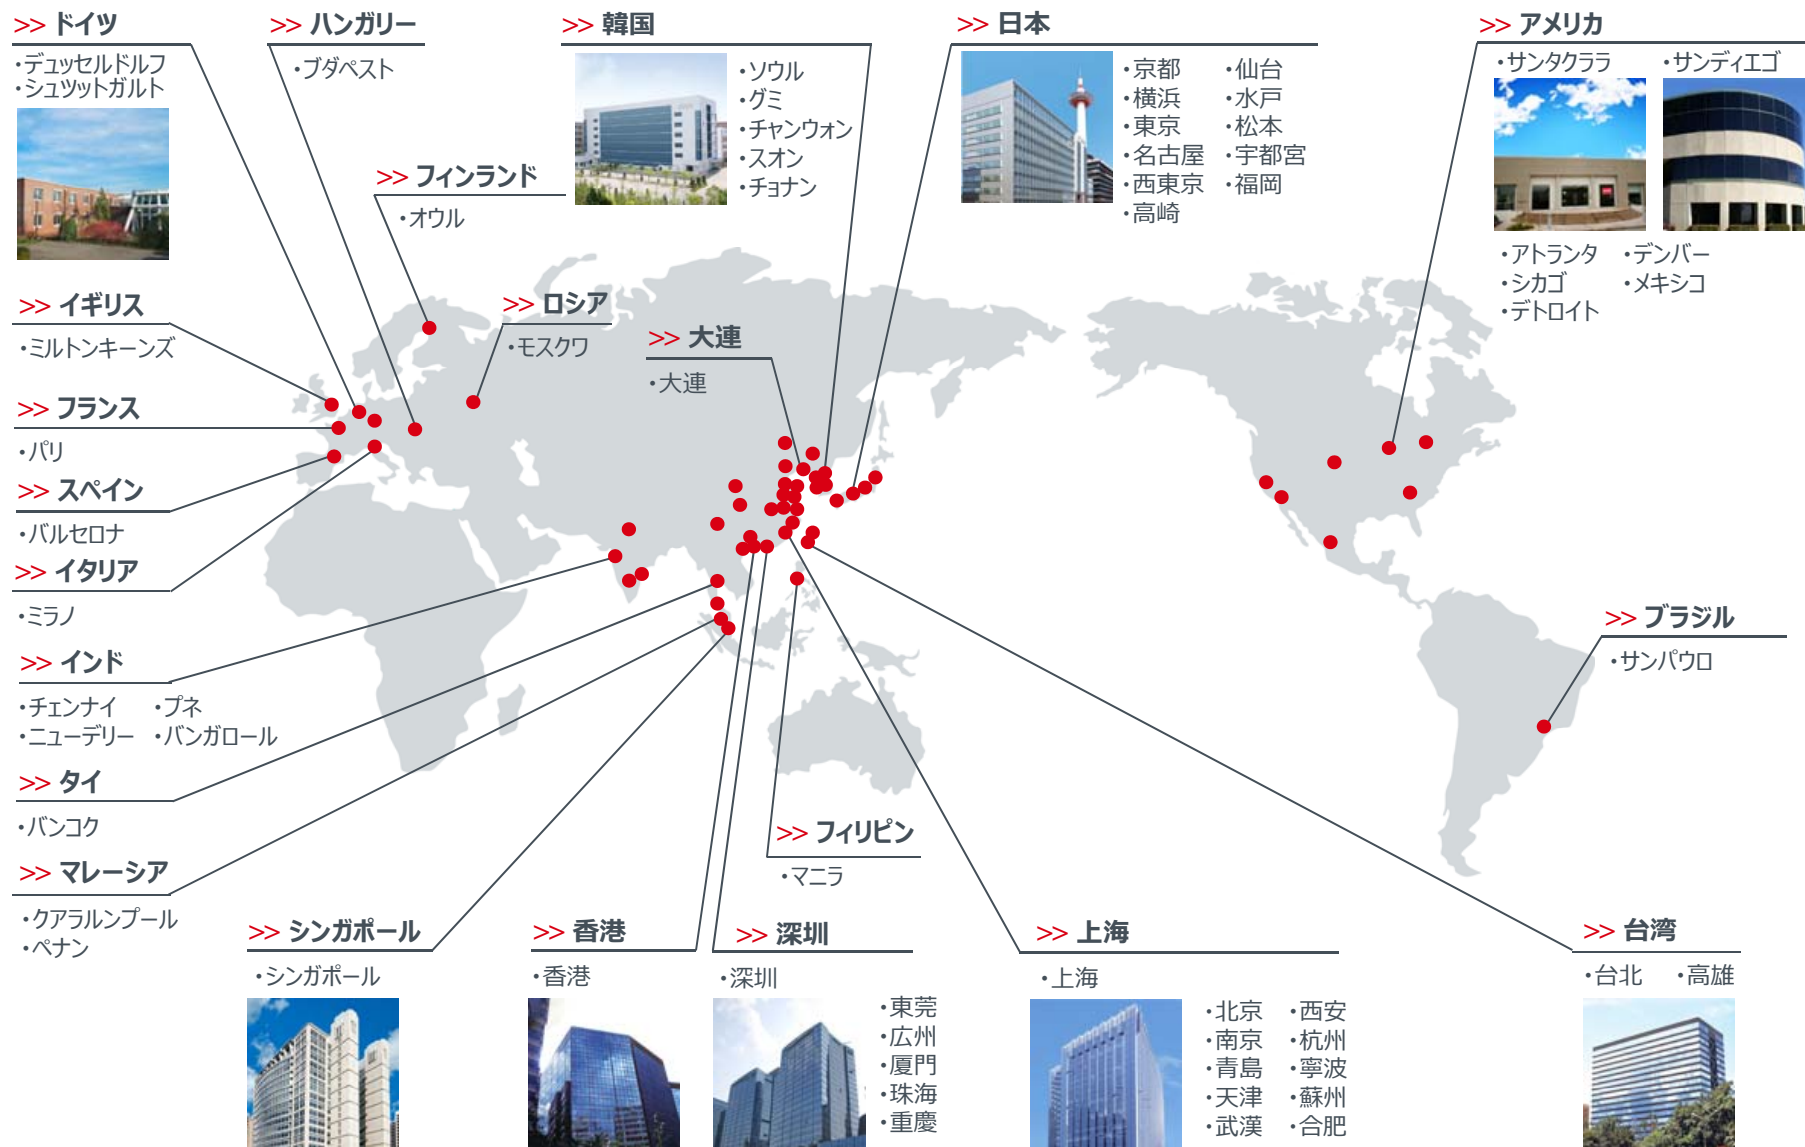 >> ドイツ
・デュッセルドルフ
・シュツットガルト
>> ハンガリー
・ブダペスト
>> 韓国
・ソウル
・グミ
・チャンウォン
・スオン
・チョナン
>> 日本
・京都 ・仙台
・横浜 ・水戸
・東京 ・松本
・名古屋 ・宇都宮
・西東京 ・福岡
・高崎
>> アメリカ
・サンタクララ ・サンディエゴ
・アトランタ ・デンバー
・シカゴ ・メキシコ
・デトロイト
>> フィンランド
・オウル
>> イギリス
・ミルトンキーンズ
>> ロシア
・モスクワ
>> 大連
・大連
>> フランス
・パリ
>> スペイン
・バルセロナ
>> イタリア
・ミラノ
>> インド
・チェンナイ ・プネ
・ニューデリー ・バンガロール
>> タイ
・バンコク
>> マレーシア
・クアラルンプール
・ペナン
>> ブラジル
・サンパウロ
>> フィリピン
・マニラ
>> シンガポール
・シンガポール
>> 香港
・香港
>> 深圳
・深圳
・東莞
・広州
・厦門
・珠海
・重慶
>> 上海
・上海
・北京 ・西安
・南京 ・杭州
・青島 ・寧波
・天津 ・蘇州
・武漢 ・合肥
>> 台湾
・台北 ・高雄